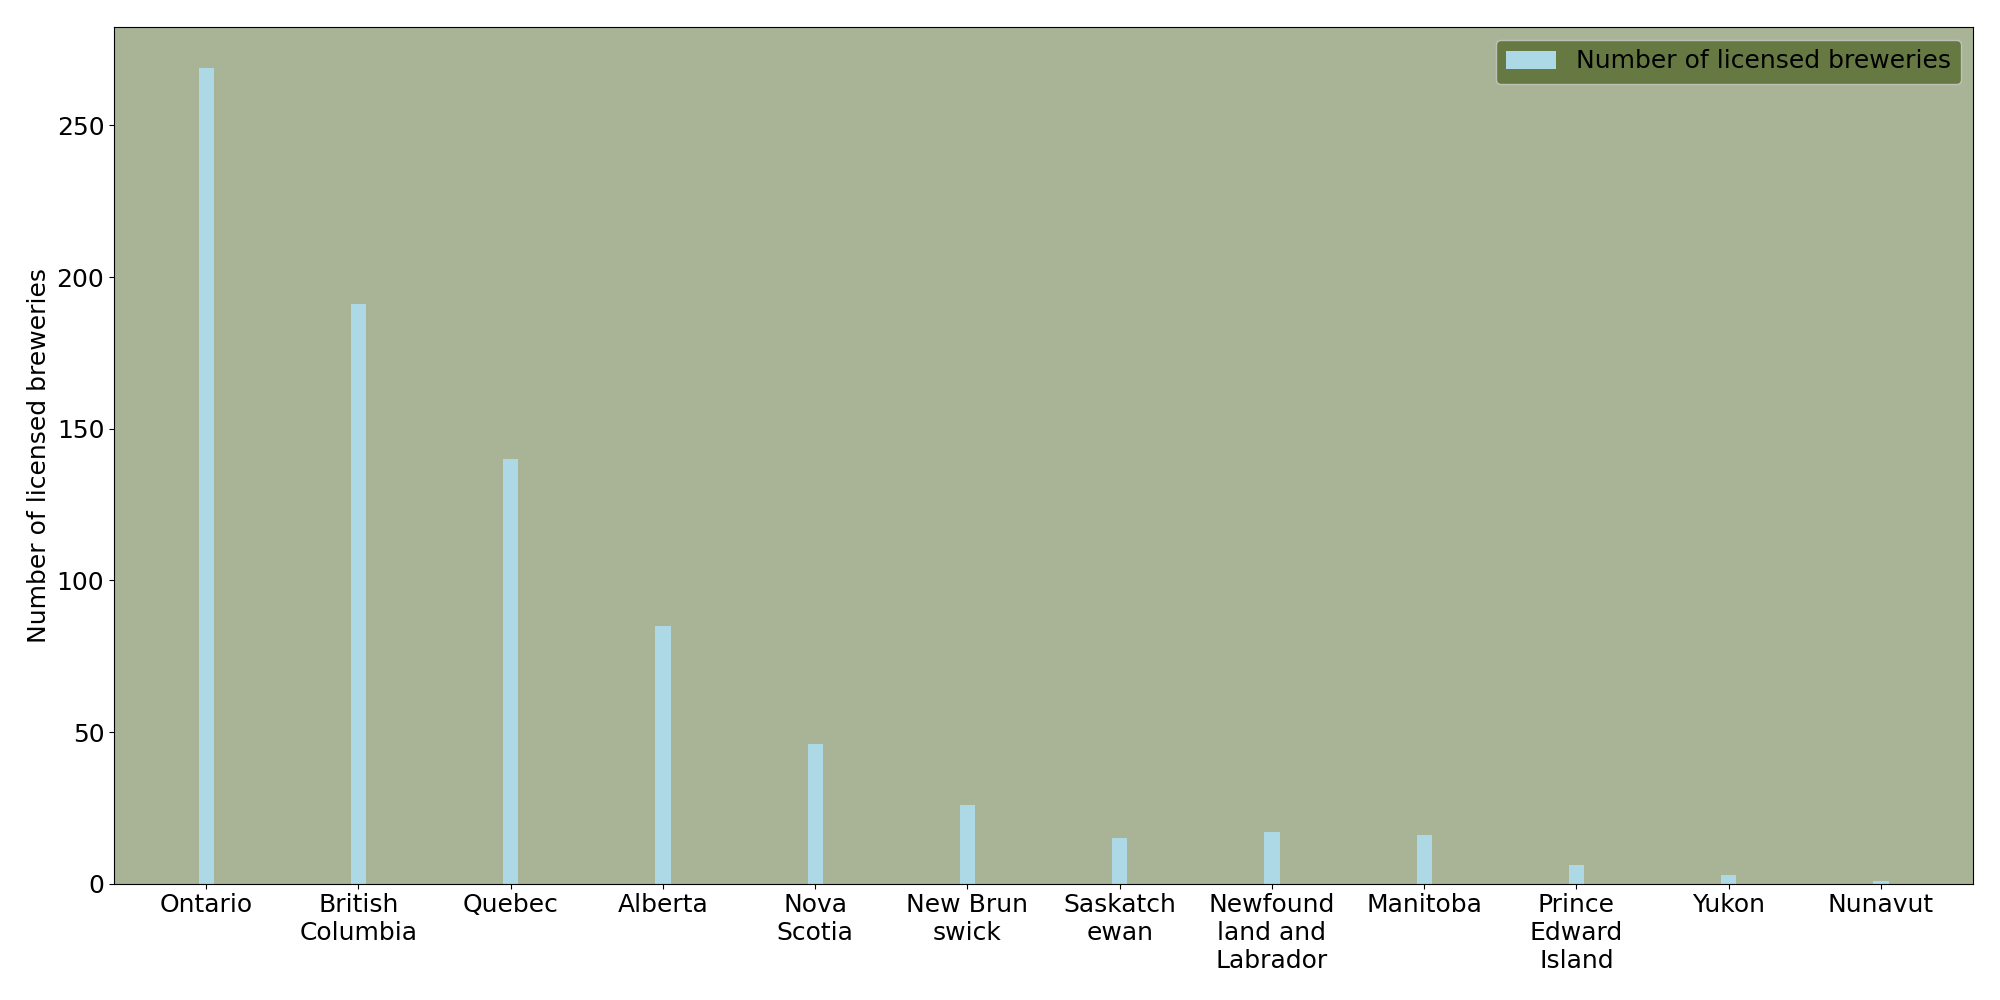 Number of licensed breweries
Number of licensed breweries
250
200
150
100
50
0
Ontario
British
Columbia
Quebec
Alberta
Nova
Scotia
New Brun
swick
Saskatch
ewan
Newfound
land and
Labrador
Manitoba
Prince
Edward
Island
Yukon
Nunavut